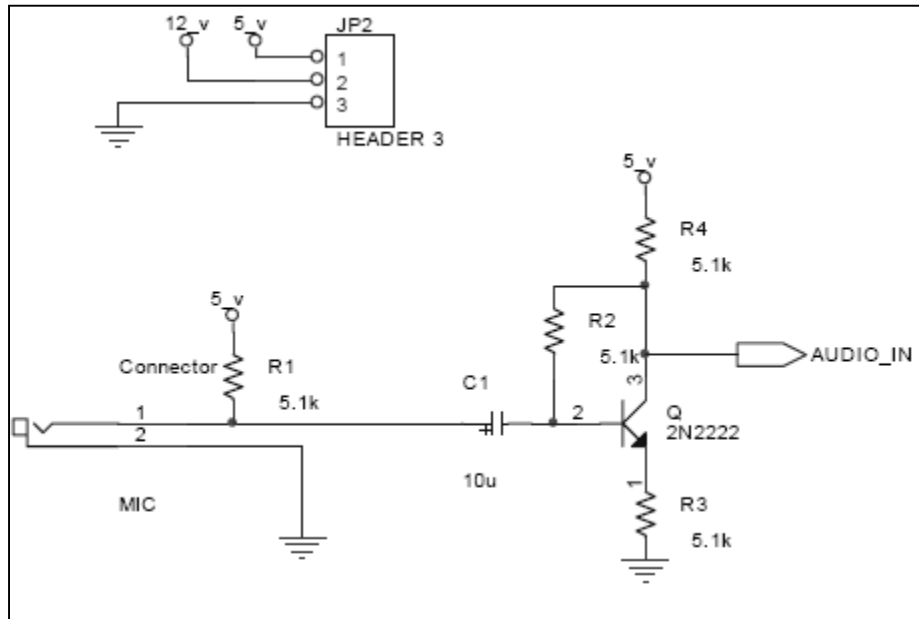 12_v 5_v JP2
1
2
3
HEADER 3
5_v
R4
5.1k
5_v
R2
Connector R1
5.1k
AUDIO_IN
C1
3
5.1k
1
2
2
Q
2N2222
10u
MIC
1
R3
5.1k